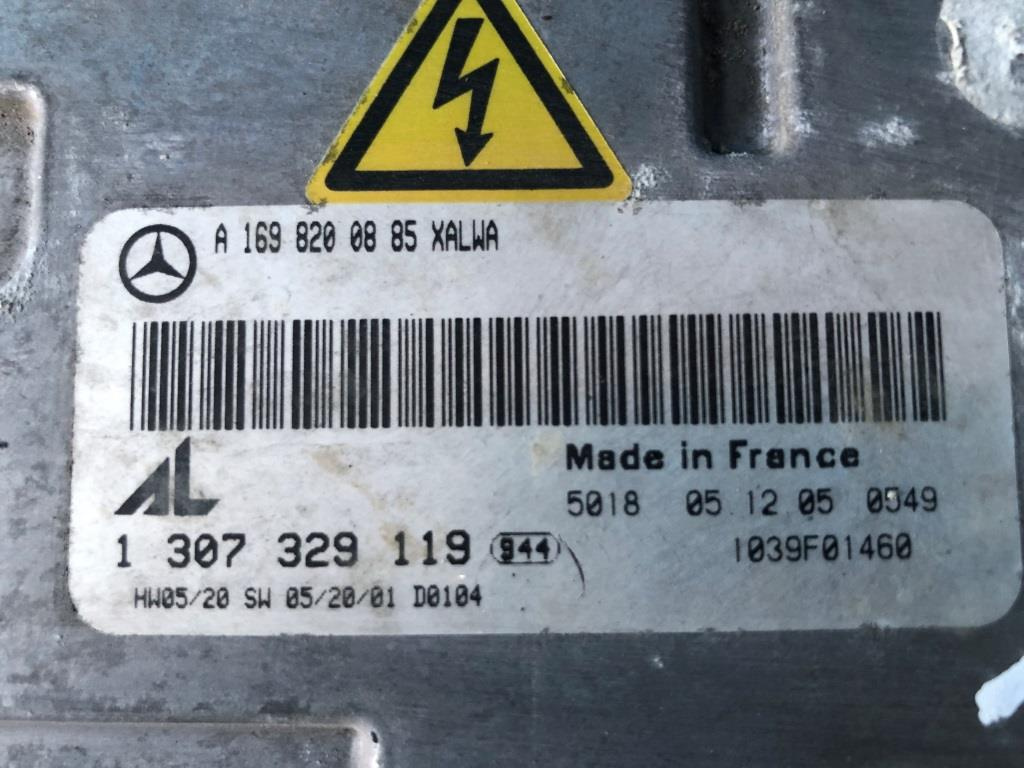 A 169 820 08 85 XALWA
AL
Made in France
5018 05 12 05 0549
1 307 329 119 944
1039F01460
HW05/20 SW 05/20/01 D0104